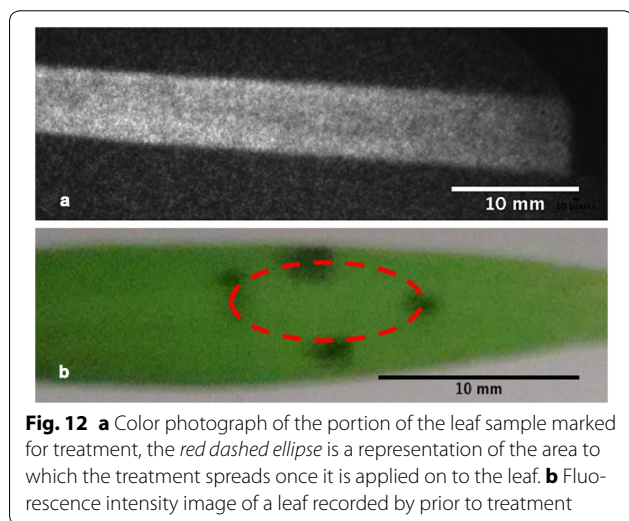 10 mm
10 pixels
a
10 mm
b
Fig. 12 a Color photograph of the portion of the leaf sample marked
for treatment, the red dashed ellipse is a representation of the area to
which the treatment spreads once it is applied on to the leaf. b Fluo-
rescence intensity image of a leaf recorded by prior to treatment